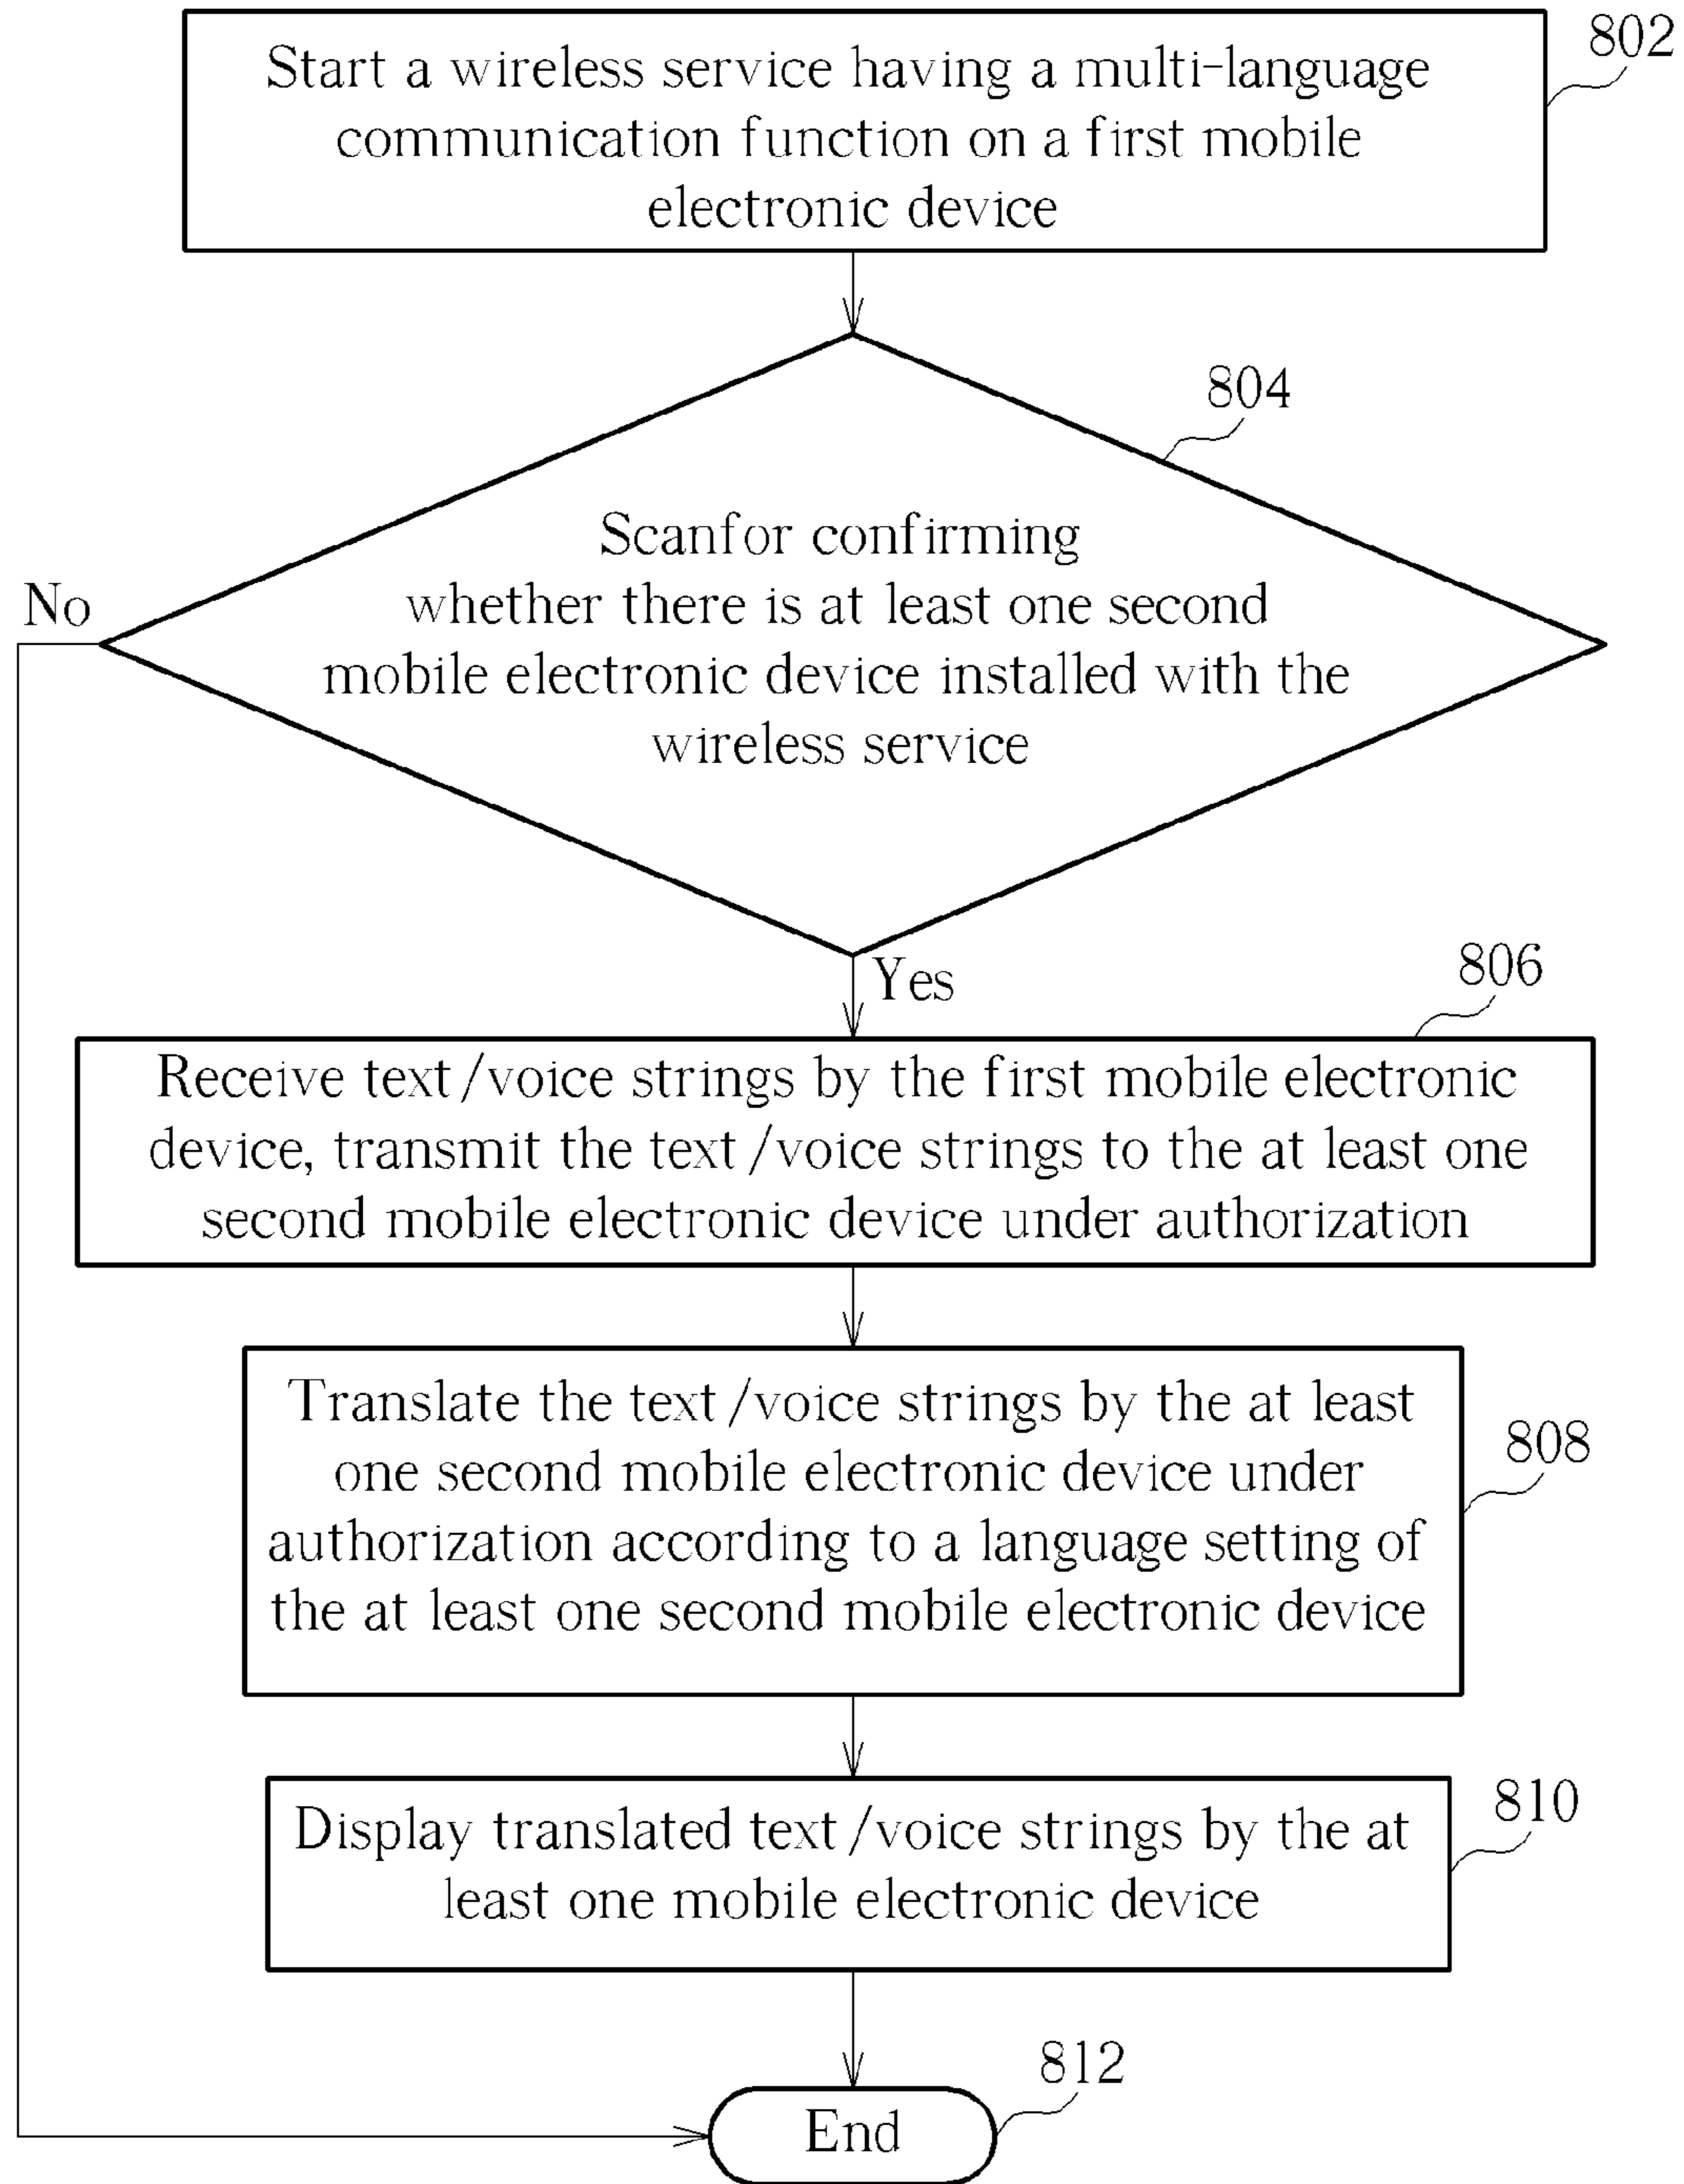 802
Start a wireless service having a multi-language
communication function on a first mobile
electronic device
804
Scanfor confirming
whether there is at least one second
mobile electronic device installed with the
wireless service
No
Yes
806
Receive text/voice strings by the first mobile electronic
device, transmit the text/voice strings to the at least one
second mobile electronic device under authorization
Translate the text/voice strings by the at least
one second mobile electronic device under
authorization according to a language setting of
the at least one second mobile electronic device
808
Display translated text/voice strings by the at
least one mobile electronic device
810
812
End